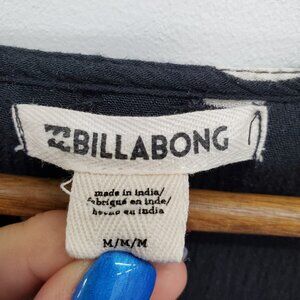 BILLABONG
made in india/
fabriqué en inde/
hecho en india
M/M/M